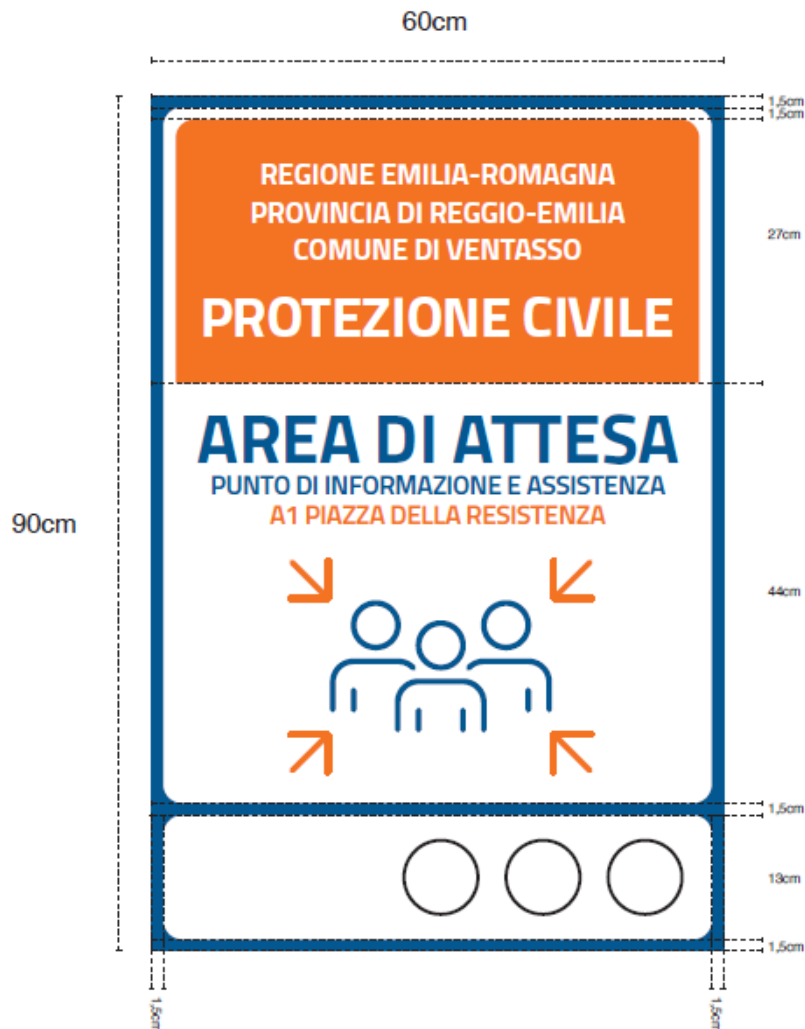 60cm
1,5cm
1,5cm
REGIONE EMILIA-ROMAGNA
PROVINCIA DI REGGIO-EMILIA
COMUNE DI VENTASSO
27cm
PROTEZIONE CIVILE
AREA DI ATTESA
PUNTO DI INFORMAZIONE E ASSISTENZA
A1 PIAZZA DELLA RESISTENZA
90cm
44cm
1,5cm
13cm
1,5cm
1,5cm
1,5cm